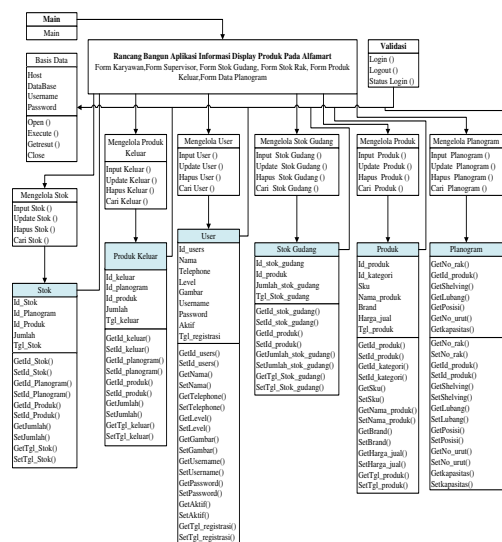 Main
Main
Basis Data
Host
DataBase
Username
Password
Open ()
Execute ()
Getresut ()
Close
Rancang Bangun Aplikasi Informasi Display Produk Pada Alfamart
Form Karyawan,Form Supervisor, Form Stok Gudang, Form Stok Rak, Form Produk
Keluar,Form Data Planogram
Validasi
Login ()
Logout ()
Status Login ()
Mengelola Stok
Input Stok ()
Update Stok ()
Hapus Stok ()
Cari Stok ()
Mengelola Produk
Keluar
Input Keluar ()
Update Keluar ()
Hapus Keluar ()
Cari Keluar ()
Mengelola User
Input User ()
Update User ()
Hapus User ()
Cari User ()
Mengelola Stok Gudang
Input Stok Gudang ()
Update Stok Gudang ()
Hapus Stok Gudang ()
Cari Stok Gudang ()
Mengelola Produk
Input Produk ()
Update Produk ()
Hapus Produk ()
Cari Produk ()
Mengelola Planogram
Input Planogram ()
Update Planogram ()
Hapus Planogram ()
Cari Planogram ()
Stok
Id_Stok
Id_Planogram
Id_Produk
Jumlah
Tgl_Stok
GetId_Stok()
SetId_Stok()
GetId_Planogram()
SetId_Planogram()
GetId_Produk()
SetId_Produk()
GetJumlah()
SetJumlah()
GetTgl_Stok()
SetTgl_Stok()
Produk Keluar
Id_keluar
Id_planogram
Id_produk
Jumlah
Tgl_keluar
GetId_keluar()
SetId_keluar()
GetId_planogram()
SetId_planogram()
GetId_produk()
SetId_produk()
GetJumlah()
SetJumlah()
GetTgl_keluar()
SetTgl_keluar()
User
Id_users
Nama
Telephone
Level
Gambar
Username
Password
Aktif
Tgl_registrasi
GetId_users()
SetId_users()
GetNama()
SetNama()
GetTelephone()
SetTelephone()
GetLevel()
SetLevel()
GetGambar()
SetGambar()
GetUsername()
SetUsername()
GetPassword()
SetPassword()
GetAktif()
SetAktif()
GetTgl_registrasi()
SetTgl_registrasi()
Stok Gudang
Id_stok_gudang
Id_produk
Jumlah_stok_gudang
Tgl_Stok_gudang
GetId_stok_gudang()
SetId_stok_gudang()
GetId_produk()
SetId_produk()
GetJumlah_stok_gudang()
SetJumlah_stok_gudang()
GetTgl_Stok_gudang()
SetTgl_Stok_gudang()
Produk
Id_produk
Id_kategori
Sku
Nama_produk
Brand
Harga_jual
Tgl_produk
GetId_produk()
SetId_produk()
GetId_kategori()
SetId_kategori()
GetSku()
SetSku()
GetNama_produk()
SetNama_produk()
GetBrand()
SetBrand()
GetHarga_jual()
SetHarga_jual()
GetTgl_produk()
SetTgl_produk()
Planogram
GetNo_rak()
GetId_produk()
GetShelving()
GetLubang()
GetPosisi()
GetNo_urut()
Getkapasitas()
GetNo_rak()
SetNo_rak()
GetId_produk()
SetId_produk()
GetShelving()
SetShelving()
GetLubang()
SetLubang()
GetPosisi()
SetPosisi()
GetNo_urut()
SetNo_urut()
Getkapasitas()
Setkapasitas()